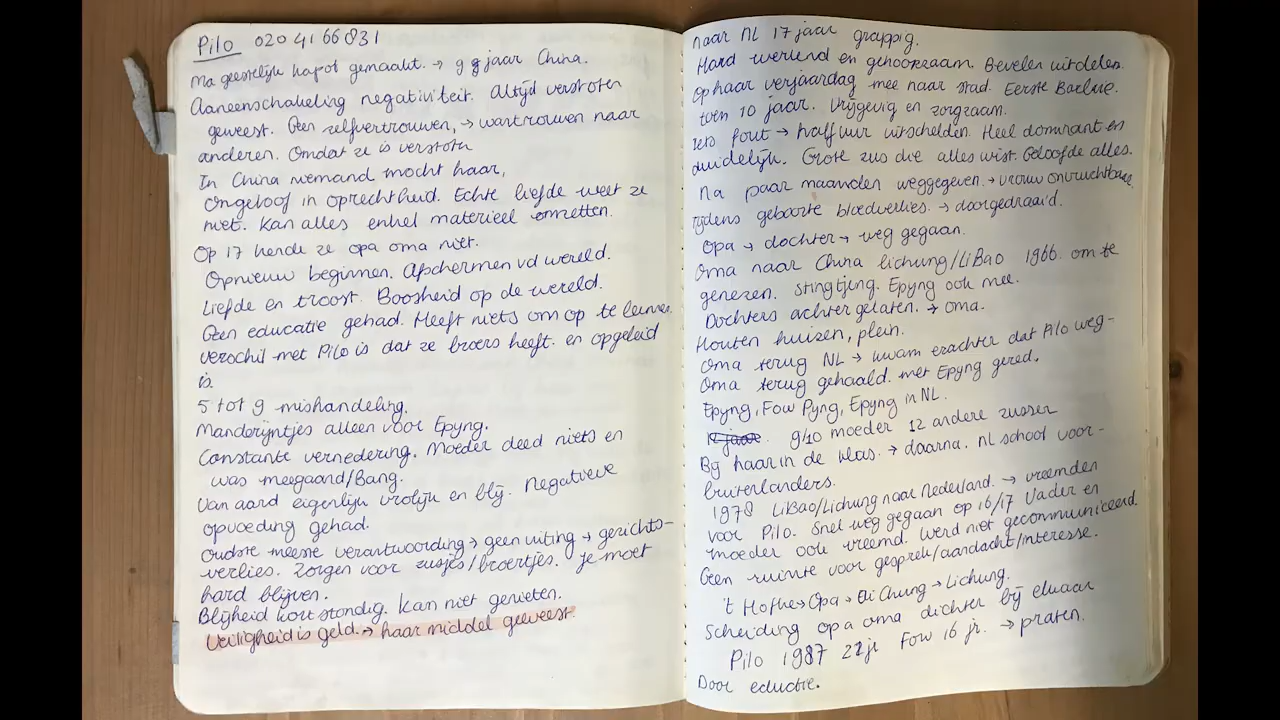 Pilo 020 41 66 031
Ma geestelijk kapot gemaakt. → 9 jaar China.
Aaneenschakeling negativiteit. Altijd verstoten
geweest. Geen zelfvertrouwen, → wantrouwen naar
anderen. Omdat ze is verstoten
In China niemand mocht haar,
ongeloof in oprechtheid. Echte liefde weet ze
niet. Kan alles enkel materieel omzetten.
Op 17 kende ze opa oma niet.
Opnieuw beginnen. Afschermen vd wereld.
Liefde en troost. Boosheid op de wereld.
Geen educatie gehad. Heeft niets om op te leunen.
Verschil met Pilo is dat ze broers heeft. en opgeleid
is.
5 tot 9 mishandeling.
Manderijntjes alleen voor Epyng.
Constante vernedering. Moeder deed niets en
was meegaand/Bang.
Van aard eigenlijk vrolijk en blij. Negatieve
opvoeding gehad.
Oudste meeste verantwoording → geen uiting → gezichts-
verlies. Zorgen voor zusjes/broertjes. Je moet
hard blijven.
Blijheid kortstondig. Kan niet genieten.
Veiligheid is geld. → haar middel geweest.
naar NL 17 jaar grappig.
Hard werkend en gehoorzaam. Bevelen uitdelen.
Op haar verjaardag mee naar stad. Eerste Barbie.
toen 10 jaar. Vrijgevig en zorgzaam.
Iets fout → half uur uitschelden. Heel dominant en
duidelijk. Grote zus die alles wist. Geloofde alles.
Na paar maanden weggegeven. → vrouw onvruchtbaar.
tijdens geboorte bloedverlies. → doorgedraaid.
Opa → dochter → weg gegaan.
Oma naar China lichung/LiBao 1966. om te
genezen. Stingtjing. Epyng ook mee.
Dochters achter gelaten. → oma.
Houten huizen, plein.
Oma terug NL → kwam erachter dat Pilo weg-
Oma terug gehaald. met Epyng gered.
Epyng, Fow Pyng, Epyng in NL.
12 jaar. 9/10 moeder 12 andere zussen
Bij haar in de klas. → daarna. NL school voor-
buitenlanders.
1978 LiBao/Lichung naar Nederland. → vreemden
voor Pilo. Snel weg gegaan op 16/17 Vader en
moeder ook vreemd. Werd niet gecommuniceerd.
Geen ruimte voor gesprek/aandacht/interesse.
't Hofke → Opa → Chung → Lichung.
Scheiding opa oma dichter bij elkaar
Pilo 1987 21jr Fow 16 jr. → praten.
Door eductie.